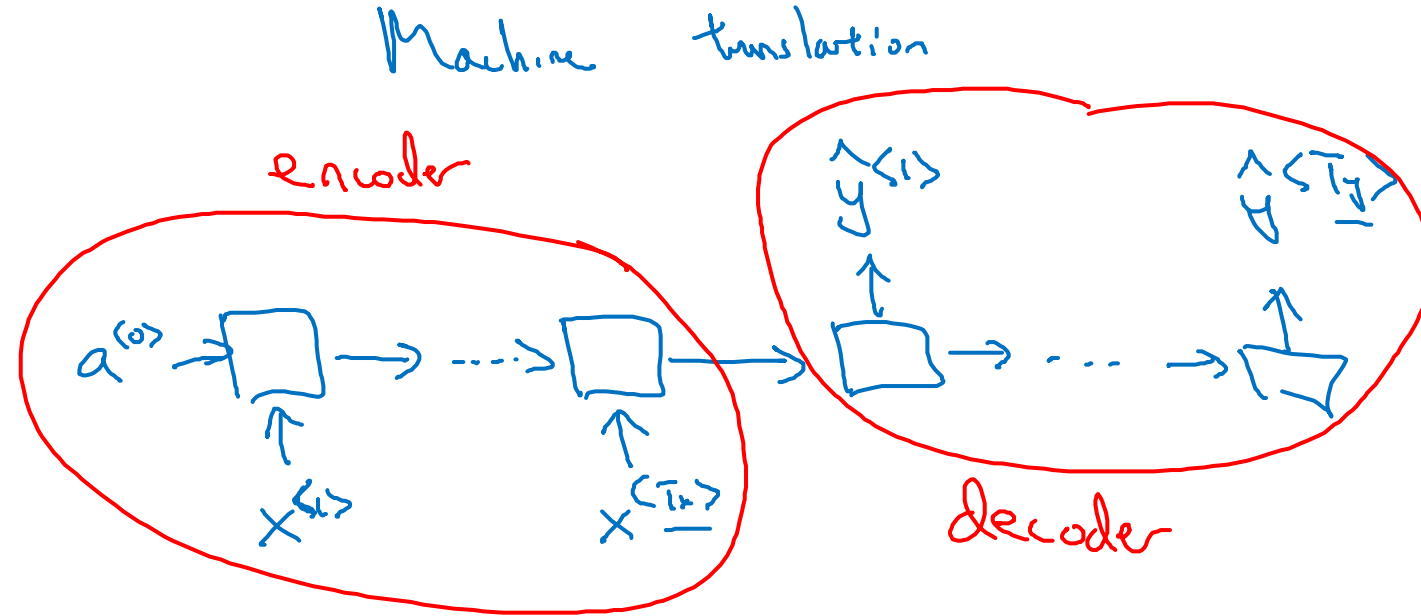 Machine translation
encoder
ŷ<1> ŷ<Ty>
a<0>
x<1> x<Tx>
decoder